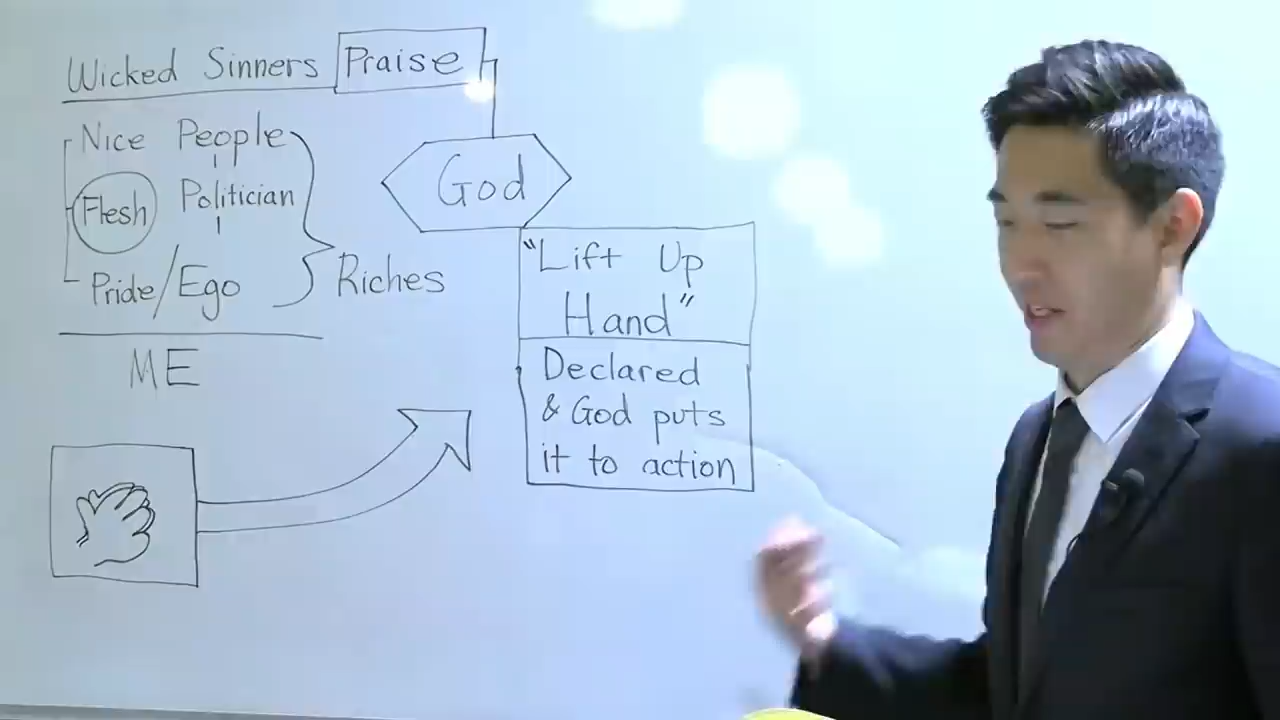 Wicked Sinners Praise
Nice People
Flesh Politician
Pride/Ego
Riches
ME
God
"Lift Up
Hand"
Declared
& God puts
it to action